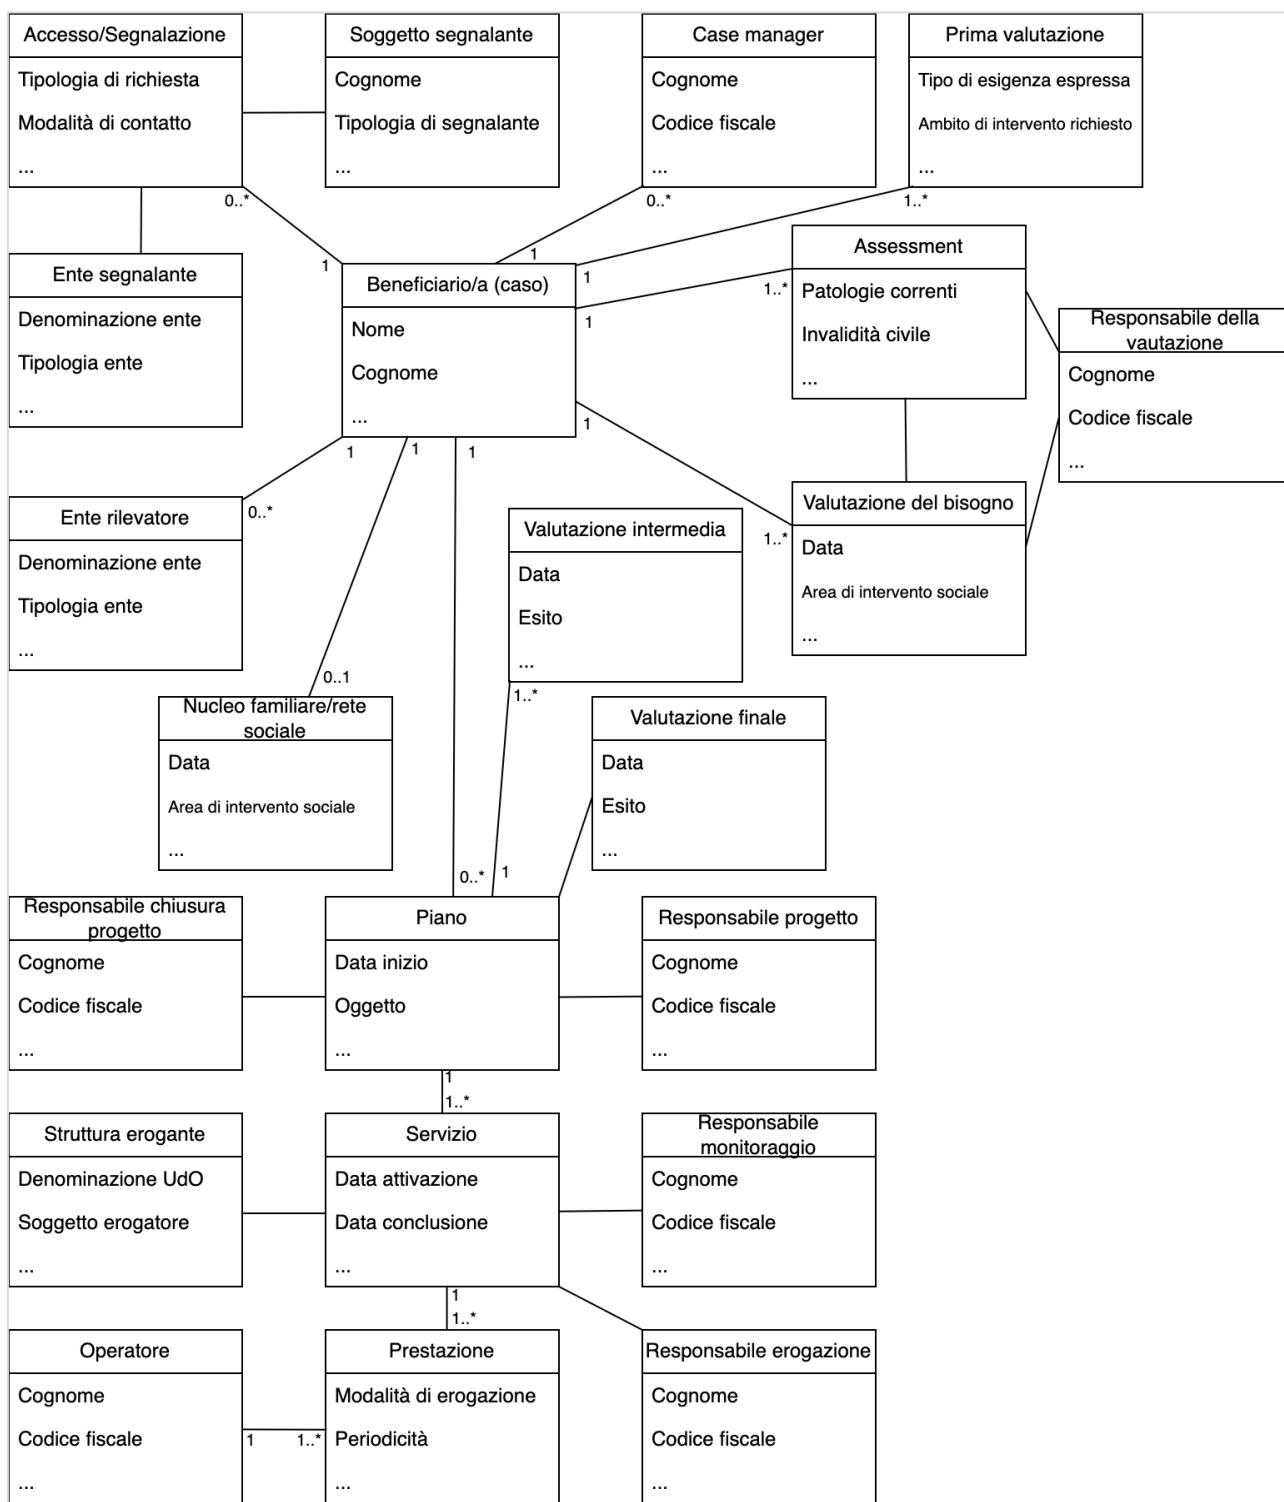 Accesso/Segnalazione
Tipologia di richiesta
Modalità di contatto
...
Soggetto segnalante
Cognome
Tipologia di segnalante
...
Case manager
Cognome
Codice fiscale
...
Prima valutazione
Tipo di esigenza espressa
Ambito di intervento richiesto
...
0..*
0..*
1..*
1
1
1
Ente segnalante
Denominazione ente
Tipologia ente
...
Beneficiario/a (caso)
Nome
Cognome
...
Assessment
Patologie correnti
Invalidità civile
...
1..*
1
Responsabile della
vautazione
Cognome
Codice fiscale
...
1
1
1
1
0..*
Ente rilevatore
Denominazione ente
Tipologia ente
...
Valutazione intermedia
Data
Esito
...
1..*
Valutazione del bisogno
Data
Area di intervento sociale
...
0..1
1..*
Nucleo familiare/rete
sociale
Data
Area di intervento sociale
...
Valutazione finale
Data
Esito
...
0..*
1
Responsabile chiusura
progetto
Cognome
Codice fiscale
...
Piano
Data inizio
Oggetto
...
Responsabile progetto
Cognome
Codice fiscale
...
1
1..*
Struttura erogante
Denominazione UdO
Soggetto erogatore
...
Servizio
Data attivazione
Data conclusione
...
Responsabile
monitoraggio
Cognome
Codice fiscale
...
1
1..*
Operatore
Cognome
Codice fiscale
...
1
1..*
Prestazione
Modalità di erogazione
Periodicità
...
Responsabile erogazione
Cognome
Codice fiscale
...